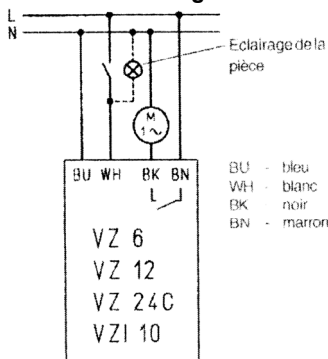 L
N
Eclairage de la
pièce
M
1~
BU WH BK BN
BU - bleu
WH - blanc
BK noir
BN - marron
VZ 6
VZ 12
VZ 24C
VZI 10